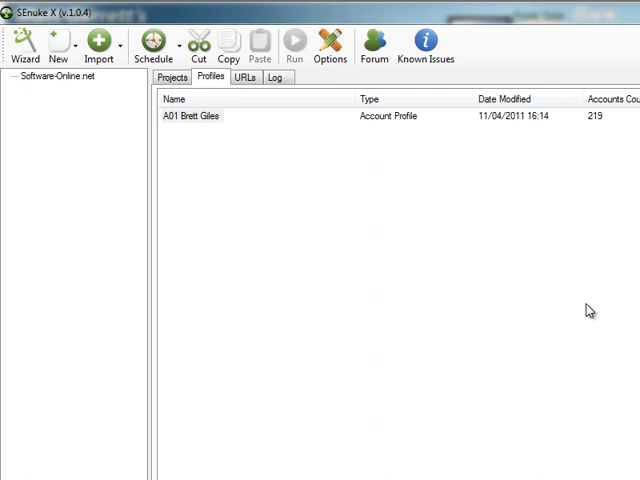 SEnuke X (v.1.0.4)
Wizard New Import Schedule Cut Copy Paste Run Options Forum Known Issues
Software-Online.net
Projects Profiles URLs Log
Name Type Date Modified Accounts Cou
A01 Brett Giles Account Profile 11/04/2011 16:14 219